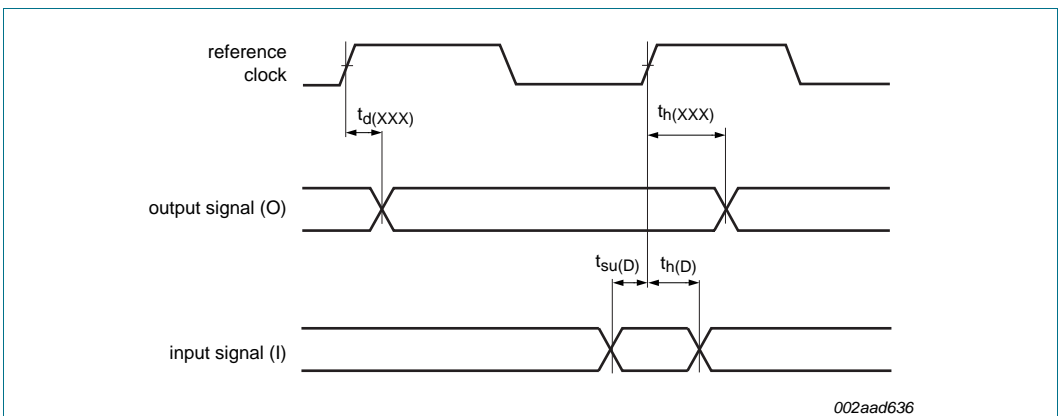 reference
clock
td(XXX)
th(XXX)
output signal (O)
tsu(D)
th(D)
input signal (I)
002aad636